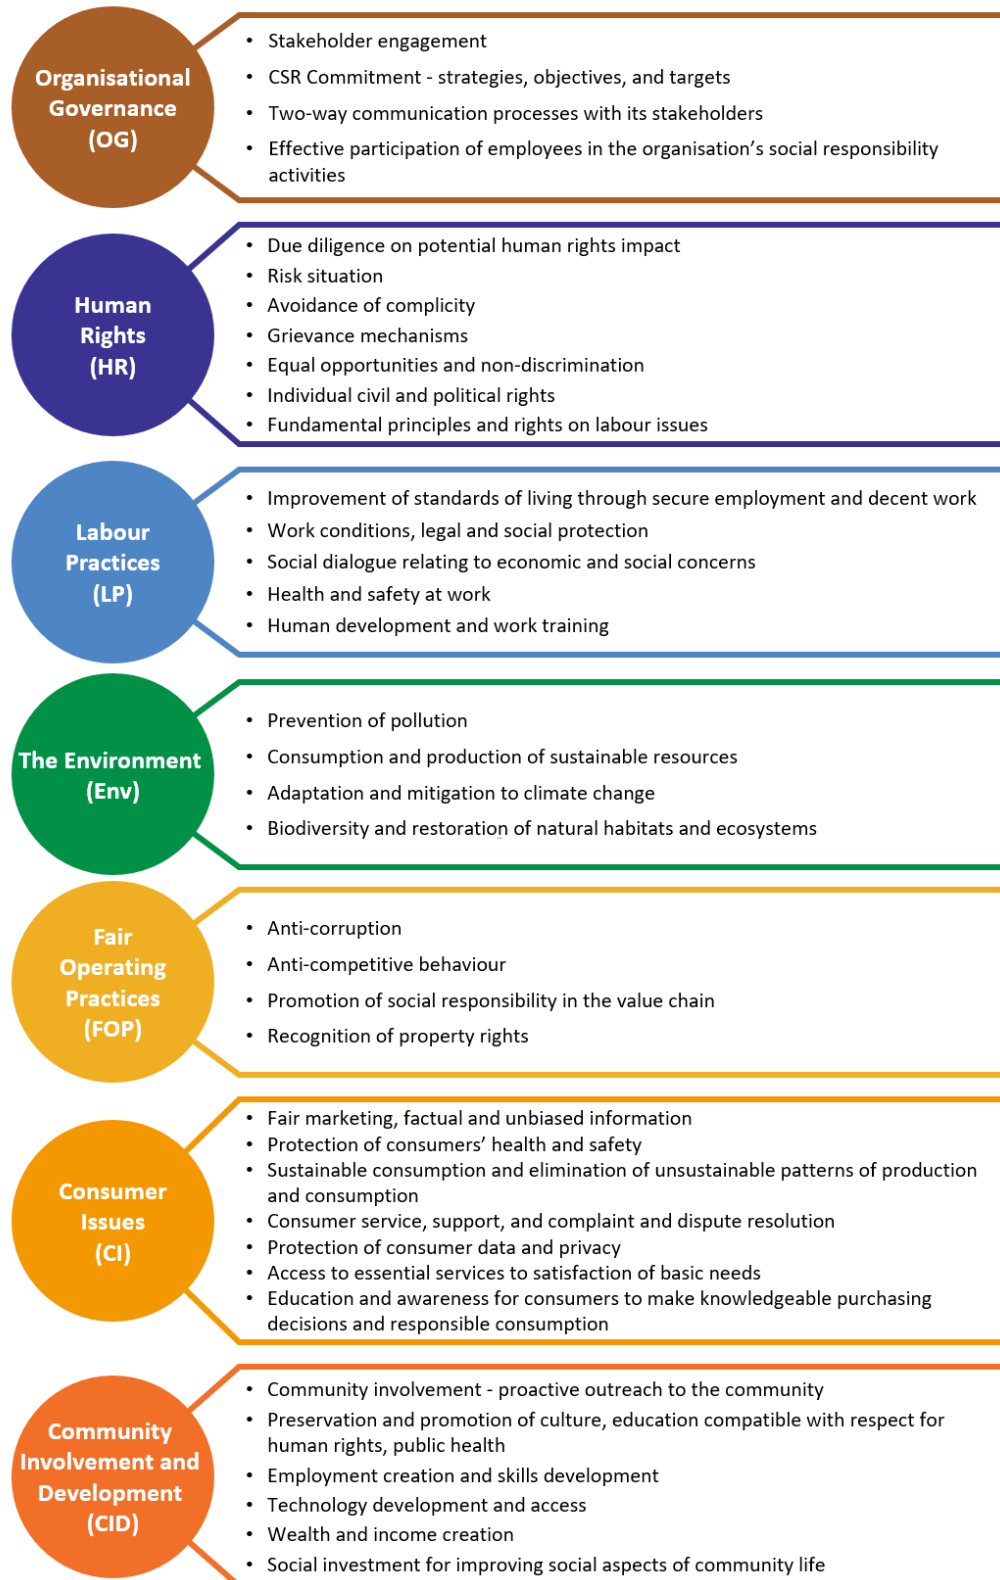 Organisational
Governance
(OG)
• Stakeholder engagement
• CSR Commitment - strategies, objectives, and targets
• Two-way communication processes with its stakeholders
• Effective participation of employees in the organisation’s social responsibility
activities
Human
Rights
(HR)
• Due diligence on potential human rights impact
• Risk situation
• Avoidance of complicity
• Grievance mechanisms
• Equal opportunities and non-discrimination
• Individual civil and political rights
• Fundamental principles and rights on labour issues
Labour
Practices
(LP)
• Improvement of standards of living through secure employment and decent work
• Work conditions, legal and social protection
• Social dialogue relating to economic and social concerns
• Health and safety at work
• Human development and work training
The Environment
(Env)
• Prevention of pollution
• Consumption and production of sustainable resources
• Adaptation and mitigation to climate change
• Biodiversity and restoration of natural habitats and ecosystems
Fair
Operating
Practices
(FOP)
• Anti-corruption
• Anti-competitive behaviour
• Promotion of social responsibility in the value chain
• Recognition of property rights
Consumer
Issues
(CI)
• Fair marketing, factual and unbiased information
• Protection of consumers’ health and safety
• Sustainable consumption and elimination of unsustainable patterns of production
and consumption
• Consumer service, support, and complaint and dispute resolution
• Protection of consumer data and privacy
• Access to essential services to satisfaction of basic needs
• Education and awareness for consumers to make knowledgeable purchasing
decisions and responsible consumption
Community
Involvement and
Development
(CID)
• Community involvement - proactive outreach to the community
• Preservation and promotion of culture, education compatible with respect for
human rights, public health
• Employment creation and skills development
• Technology development and access
• Wealth and income creation
• Social investment for improving social aspects of community life